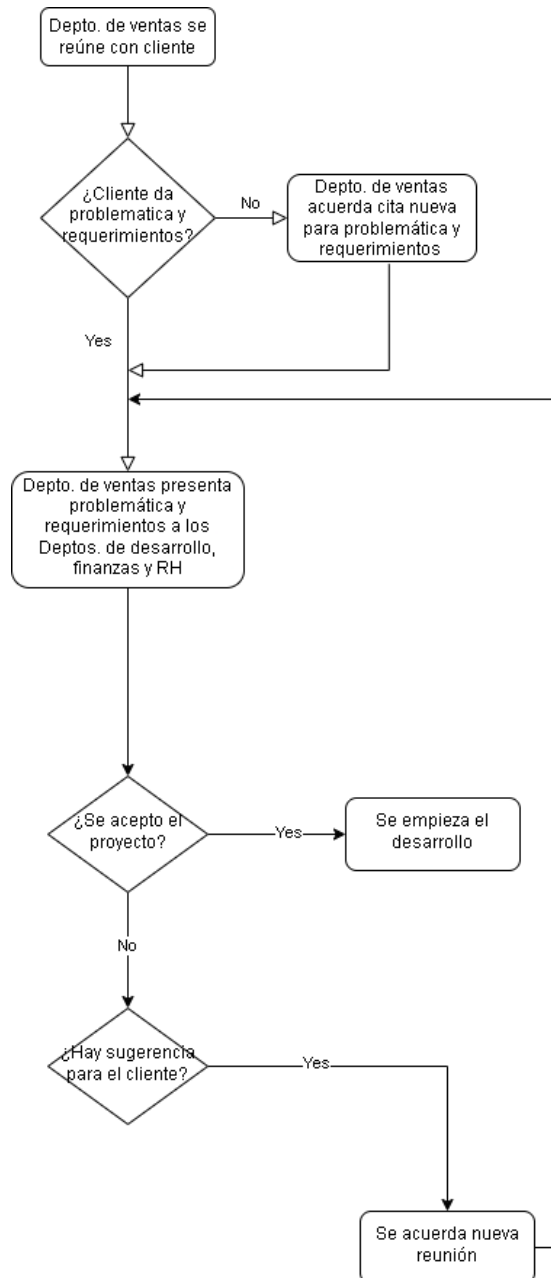 Depto. de ventas se
reúne con cliente
¿Cliente da
problematica y
requerimientos?
No
Depto. de ventas
acuerda cita nueva
para problemática y
requerimientos
Yes
Depto. de ventas presenta
problemática y
requerimientos a los
Deptos. de desarrollo,
finanzas y RH
¿Se acepto el
proyecto?
Yes
Se empieza el
desarrollo
No
¿Hay sugerencia
para el cliente?
Yes
Se acuerda nueva
reunión